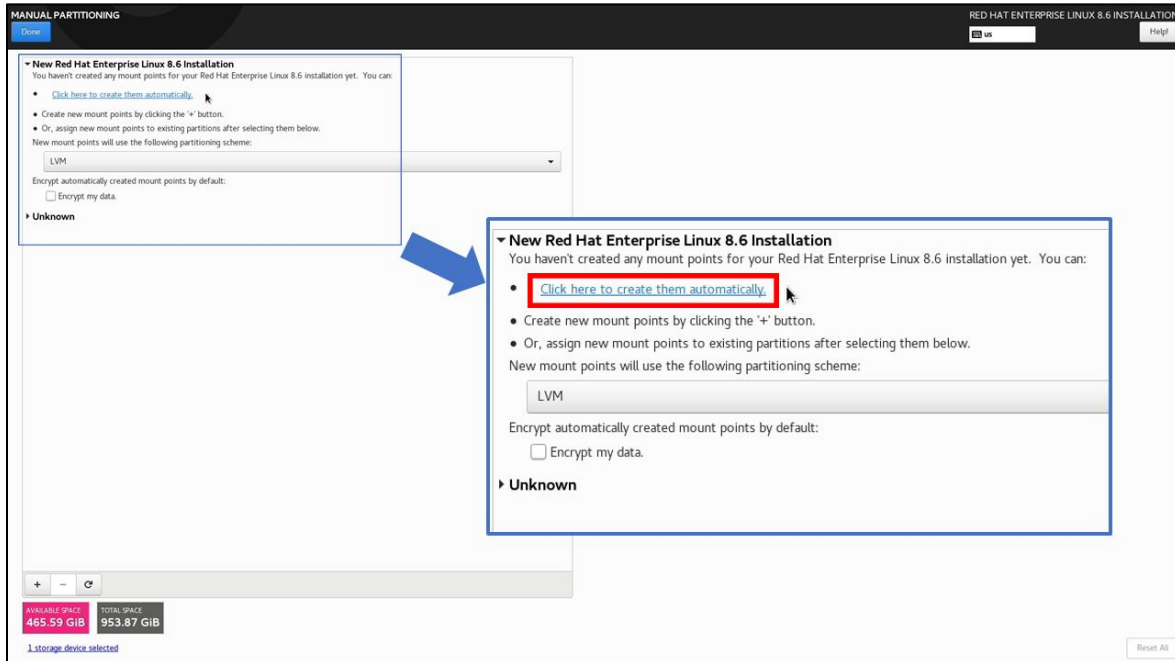 MANUAL PARTITIONING
RED HAT ENTERPRISE LINUX 8.6 INSTALLATION
Done
us
Help!
New Red Hat Enterprise Linux 8.6 Installation
You haven't created any mount points for your Red Hat Enterprise Linux 8.6 installation yet. You can:
• Click here to create them automatically.
• Create new mount points by clicking the '+' button.
• Or, assign new mount points to existing partitions after selecting them below.
New mount points will use the following partitioning scheme:
LVM
Encrypt automatically created mount points by default:
Encrypt my data.
Unknown
New Red Hat Enterprise Linux 8.6 Installation
You haven't created any mount points for your Red Hat Enterprise Linux 8.6 installation yet. You can:
• Click here to create them automatically.
• Create new mount points by clicking the '+' button.
• Or, assign new mount points to existing partitions after selecting them below.
New mount points will use the following partitioning scheme:
LVM
Encrypt automatically created mount points by default:
Encrypt my data.
Unknown
+ −
AVAILABLE SPACE
465.59 GiB
TOTAL SPACE
953.87 GiB
1 storage device selected
Reset All